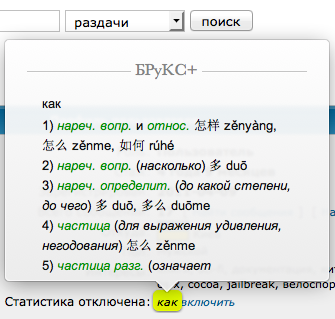 раздачи поиск
БРуКС+
как
1) нареч. вопр. и относ. 怎样 zěnyàng,
怎么 zěnme, 如何 rúhé
2) нареч. вопр. (насколько) 多 duō
3) нареч. определит. (до какой степени,
до чего) 多 duō, 多么 duōme
4) частица (для выражения удивления,
негодования) 怎么 zěnme
5) частица разг. (означает
cocoa, jailbreak, велоспор
Статистика отключена: как включить